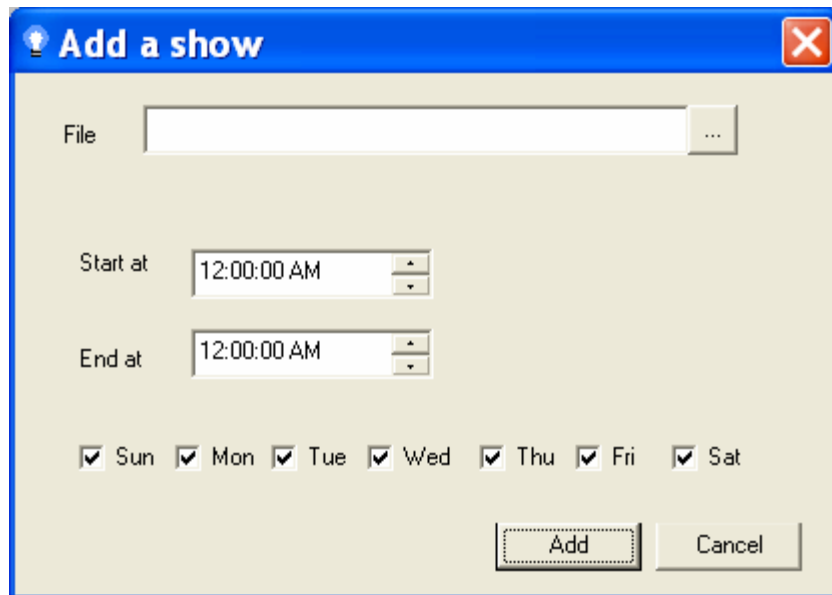 Add a show
File ...
Start at 12:00:00 AM
End at 12:00:00 AM
Sun Mon Tue Wed Thu Fri Sat
Add Cancel